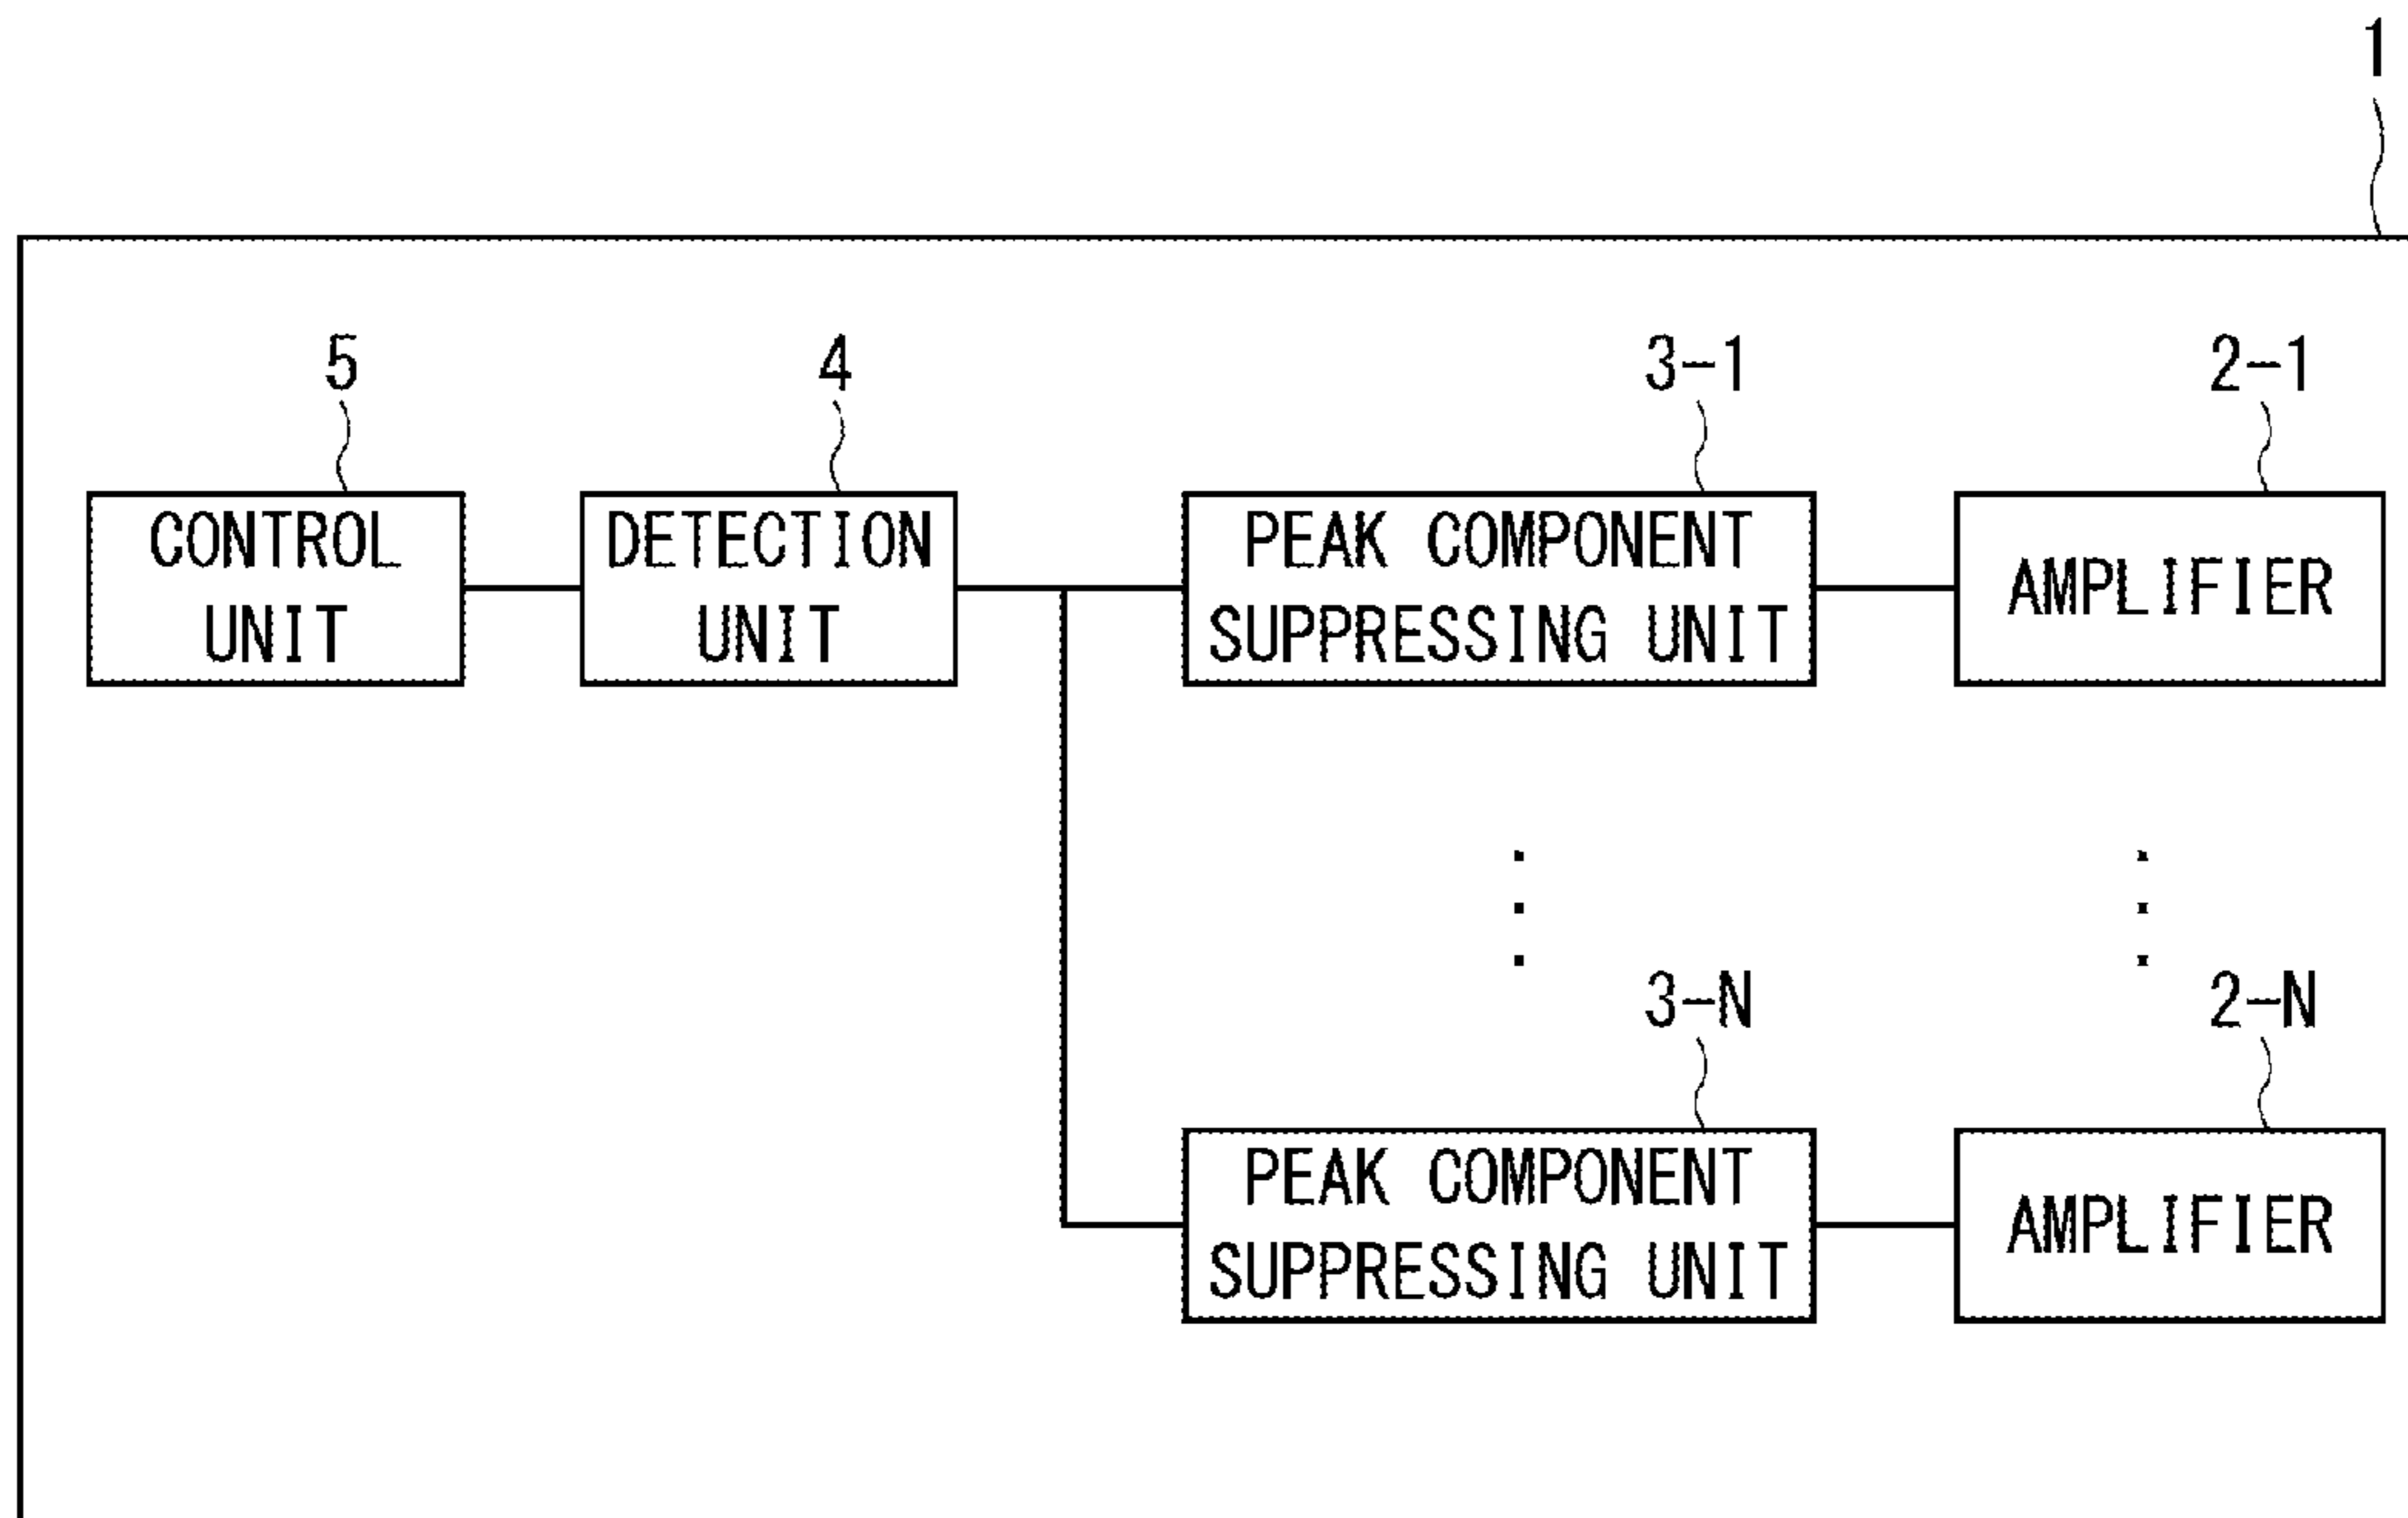 1
5
4
3-1
2-1
CONTROL
UNIT
DETECTION
UNIT
PEAK COMPONENT
SUPPRESSING UNIT
AMPLIFIER
3-N
2-N
PEAK COMPONENT
SUPPRESSING UNIT
AMPLIFIER